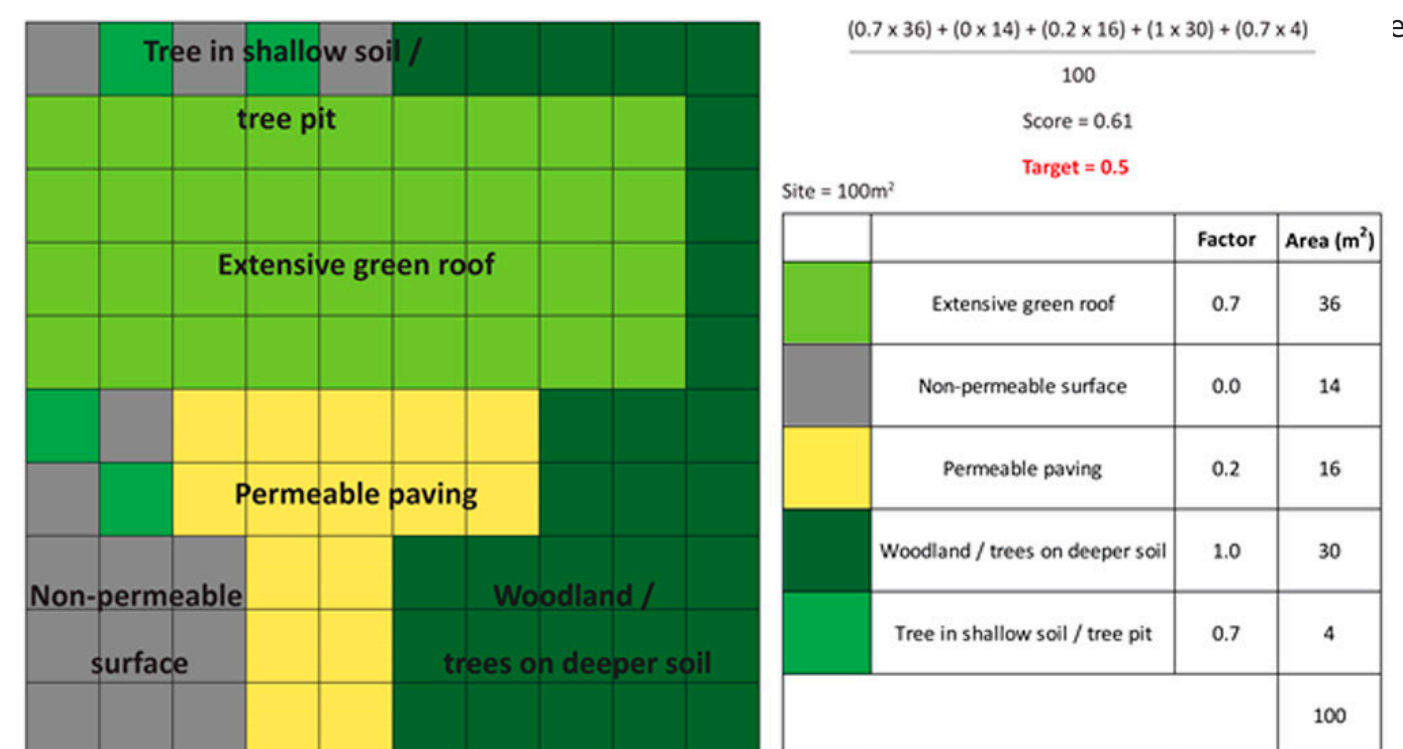 Tree in shallow soil /
tree pit
Extensive green roof
Permeable paving
Non-permeable
surface
Woodland /
trees on deeper soil
(0.7 x 36) + (0 x 14) + (0.2 x 16) + (1 x 30) + (0.7 x 4)
100
Score = 0.61
Target = 0.5
Site = 100m²
Factor Area (m²)
Extensive green roof 0.7 36
Non-permeable surface 0.0 14
Permeable paving 0.2 16
Woodland / trees on deeper soil 1.0 30
Tree in shallow soil / tree pit 0.7 4
100